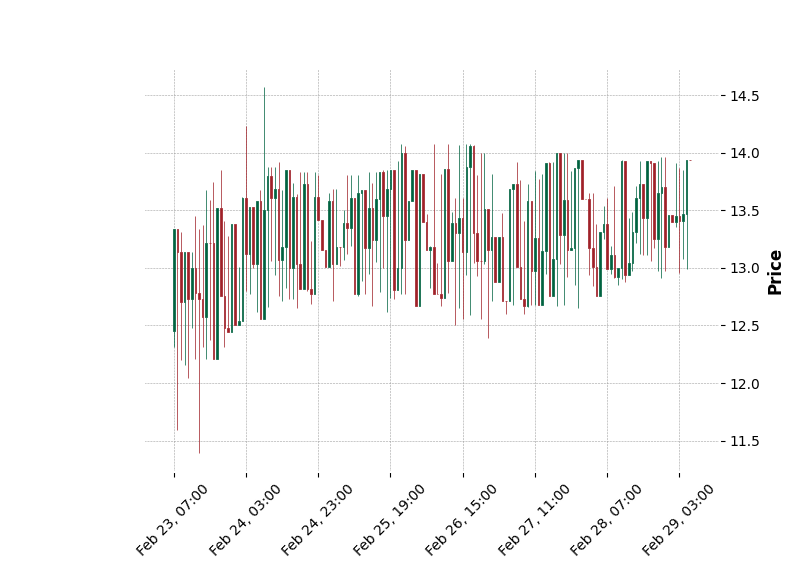 14.5
14.0
13.5
13.0
12.5
12.0
11.5
Price
Feb 23, 07:00
Feb 24, 03:00
Feb 24, 23:00
Feb 25, 19:00
Feb 26, 15:00
Feb 27, 11:00
Feb 28, 07:00
Feb 29, 03:00